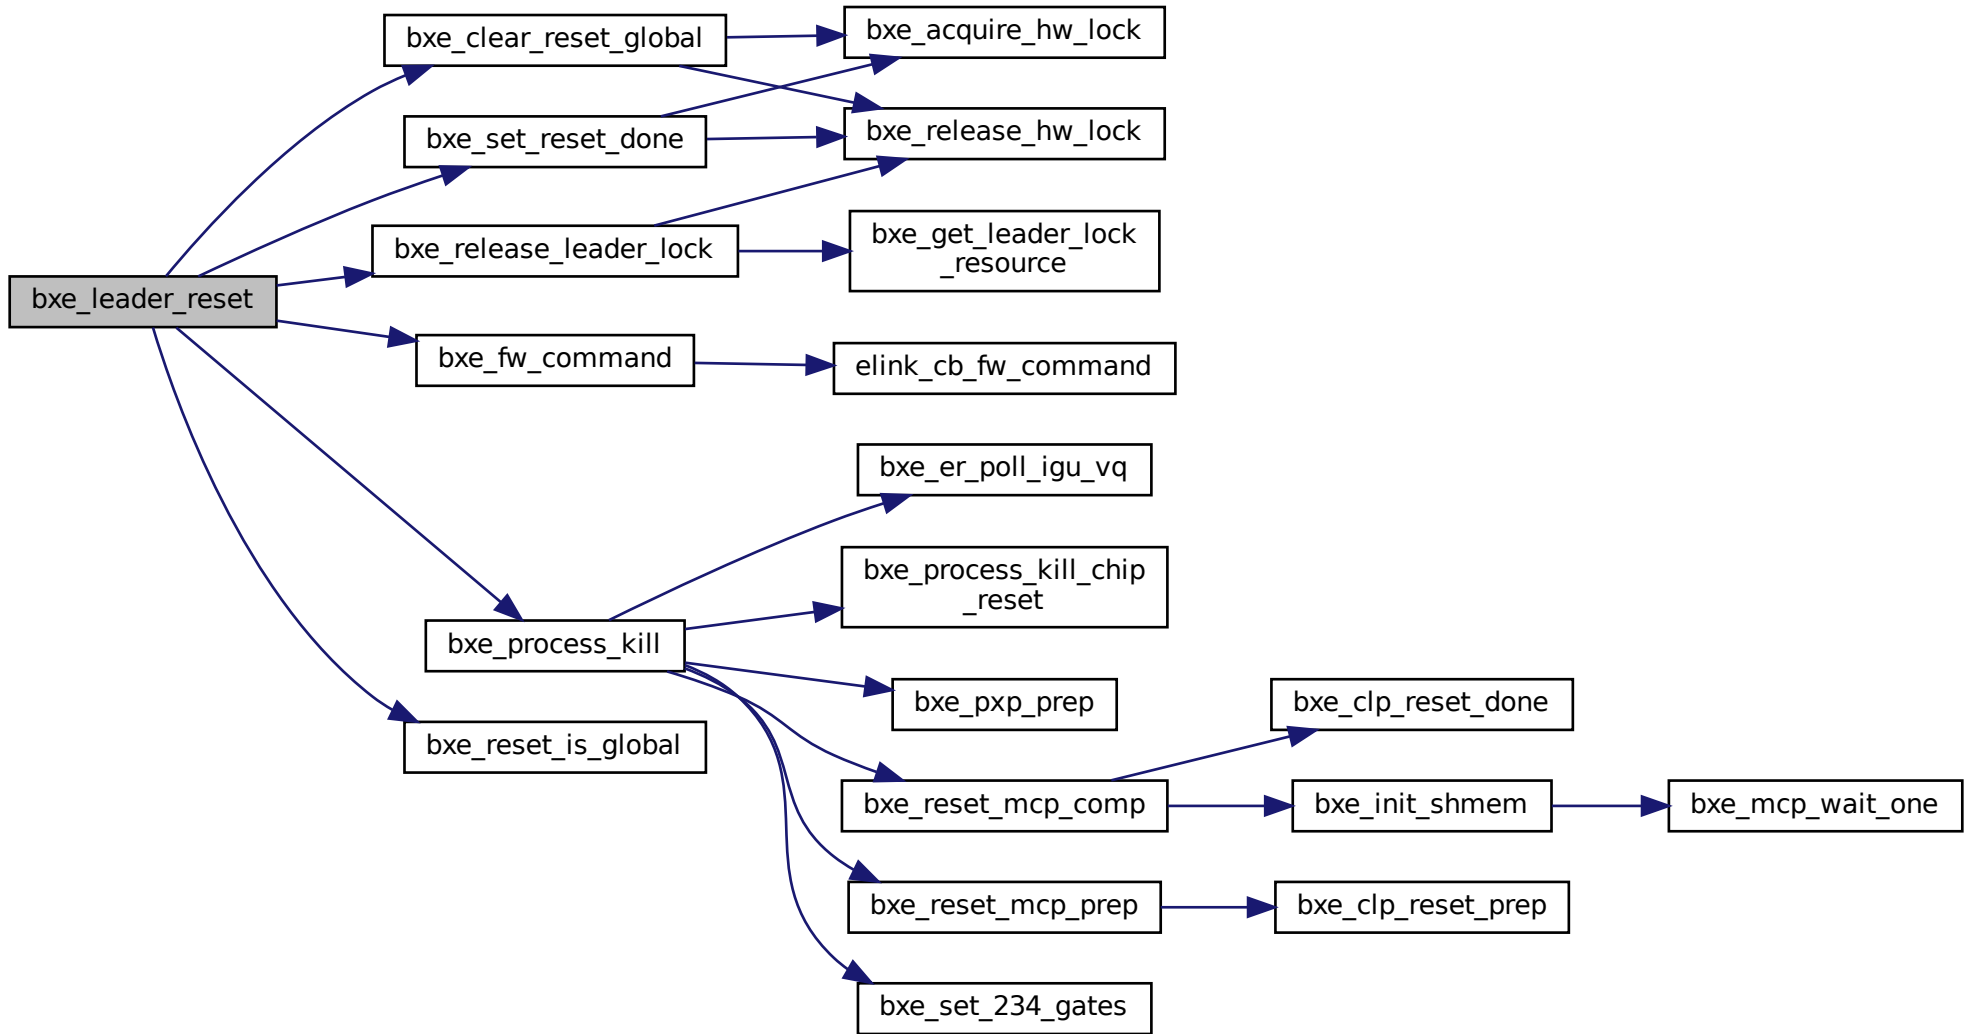 bxe_leader_reset
bxe_clear_reset_global
bxe_set_reset_done
bxe_release_leader_lock
bxe_fw_command
bxe_process_kill
bxe_reset_is_global
bxe_acquire_hw_lock
bxe_release_hw_lock
bxe_get_leader_lock
_resource
elink_cb_fw_command
bxe_er_poll_igu_vq
bxe_process_kill_chip
_reset
bxe_pxp_prep
bxe_reset_mcp_comp
bxe_reset_mcp_prep
bxe_set_234_gates
bxe_clp_reset_done
bxe_init_shmem
bxe_clp_reset_prep
bxe_mcp_wait_one